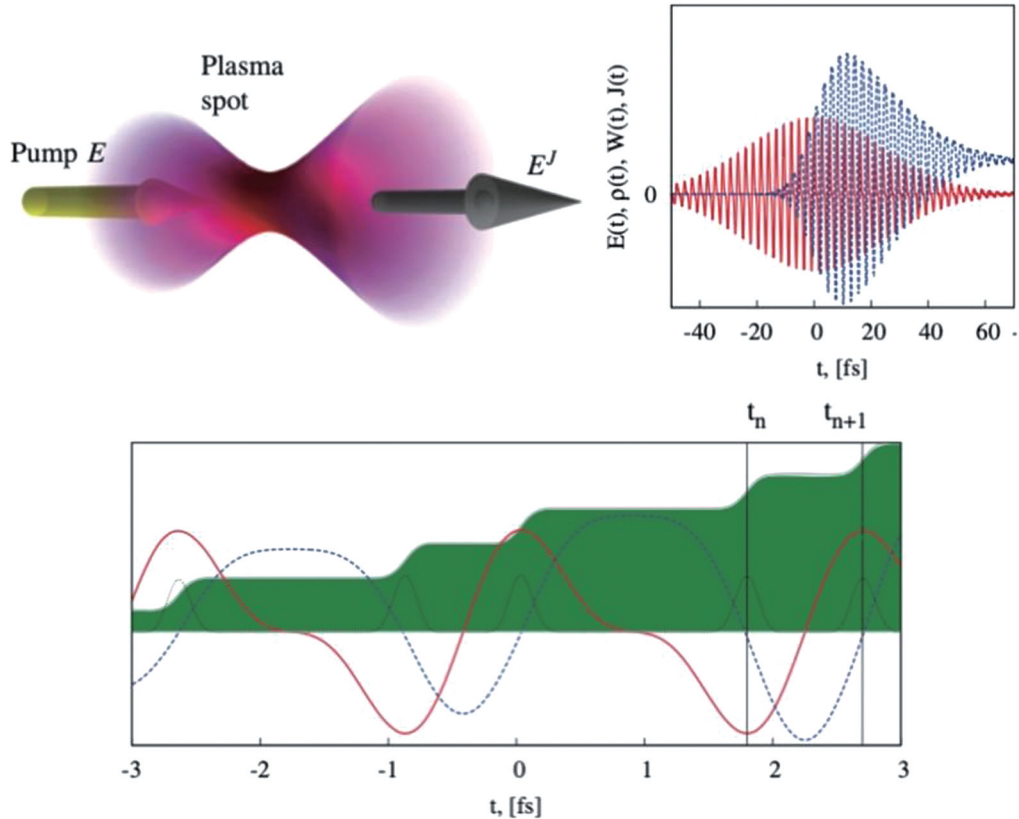 Plasma
spot
Pump E
E^J
E(t), ρ(t), W(t), J(t)
0
-40 -20 0 20 40 60 -
t, [fs]
t_n t_{n+1}
-3 -2 -1 0 1 2 3
t, [fs]